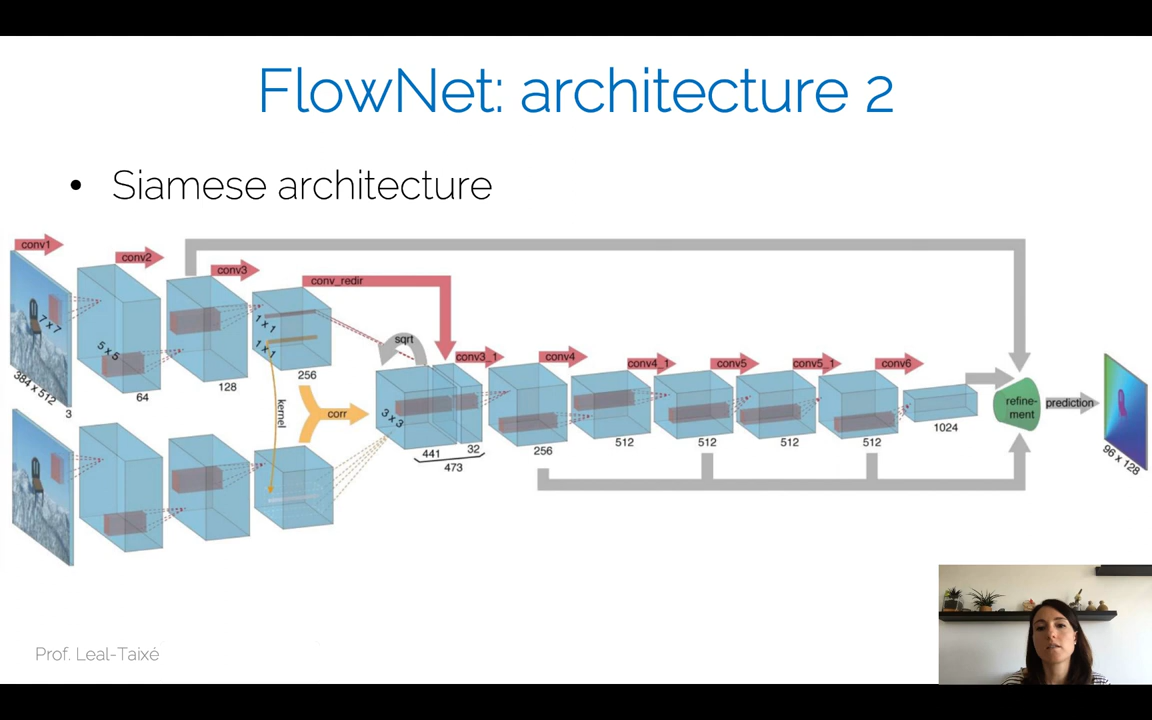 FlowNet: architecture 2
• Siamese architecture
conv1
conv2
conv3
conv_redir
7 x 7
5 x 5
1 x 1
1 x 1
384 x 512
3
64
128
256
kernel
corr
sqrt
3 x 3
441
32
473
conv3_1
conv4
conv4_1
conv5
conv5_1
conv6
256
512
512
512
512
1024
refine-
ment
prediction
96 x 128
Prof. Leal-Taixé